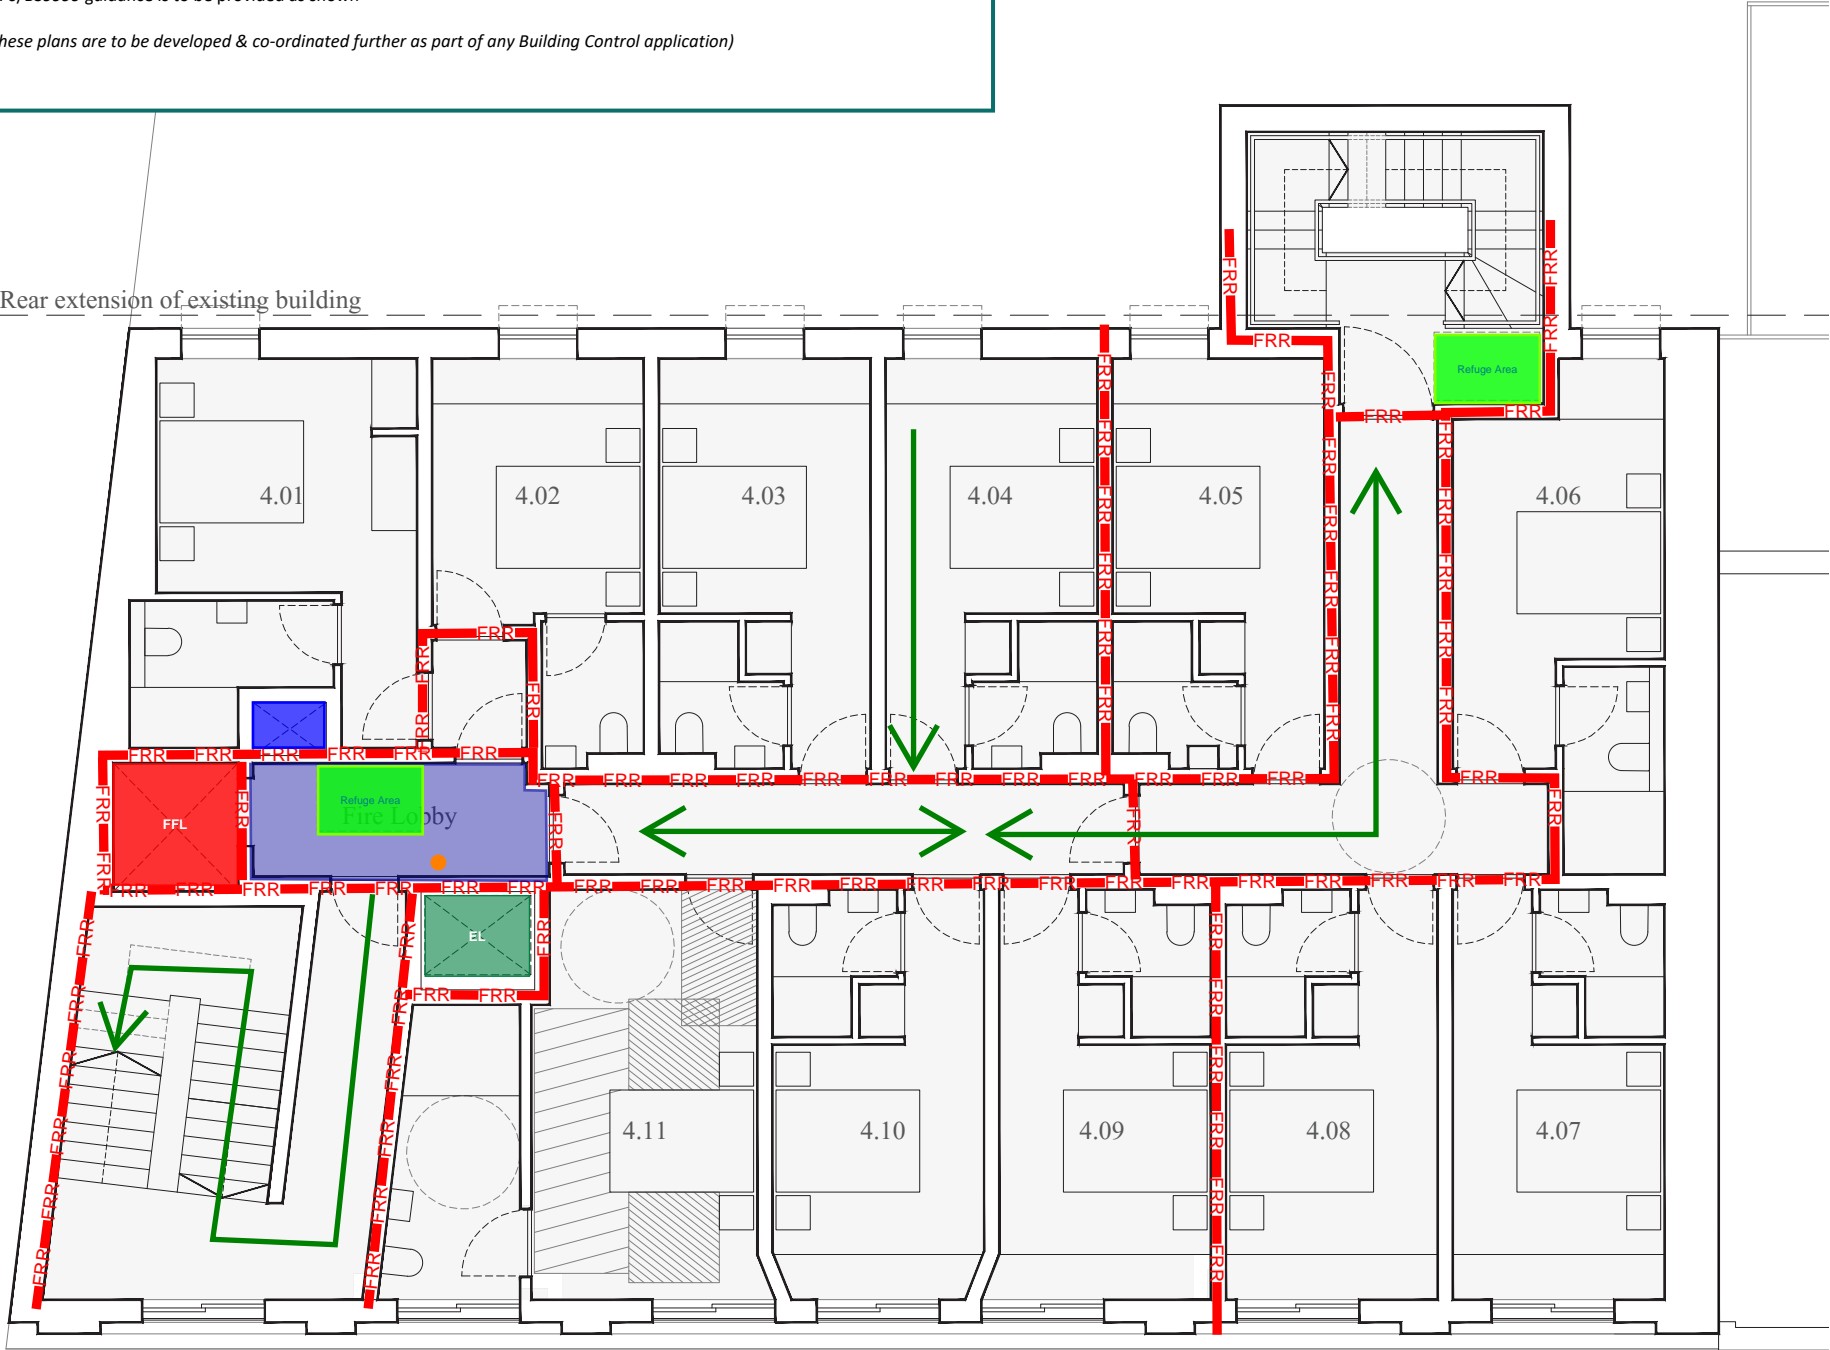 hese plans are to be developed & co-ordinated further as part of any Building Control application)
Rear extension of existing building
Refuge Area
4.01
4.02
4.03
4.04
4.05
4.06
FFL
Refuge Area
Fire Lobby
EL
4.11
4.10
4.09
4.08
4.07
FRR